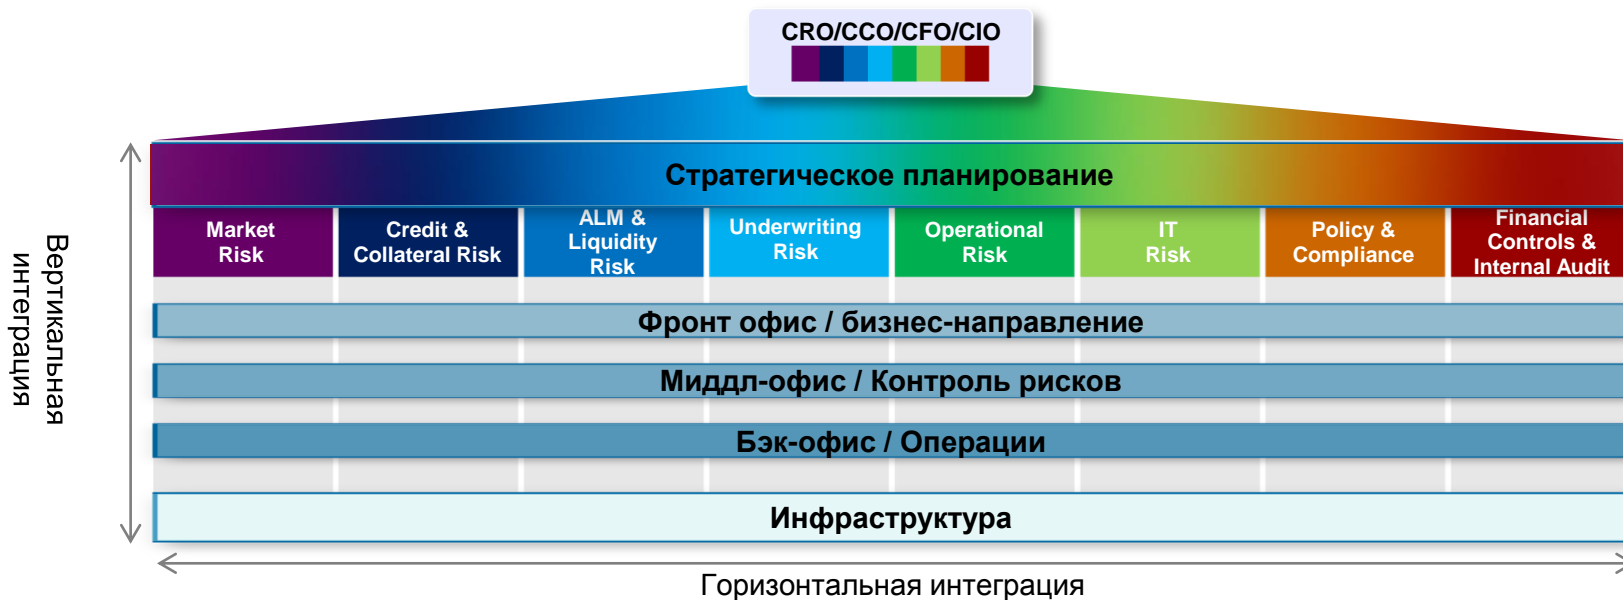 CRO/CCO/CFO/CIO
Стратегическое планирование
Market
Risk
Credit &
Collateral Risk
ALM &
Liquidity
Risk
Underwriting
Risk
Operational
Risk
IT
Risk
Policy &
Compliance
Financial
Controls &
Internal Audit
Вертикальная
интеграция
Фронт офис / бизнес-направление
Миддл-офис / Контроль рисков
Бэк-офис / Операции
Инфраструктура
Горизонтальная интеграция